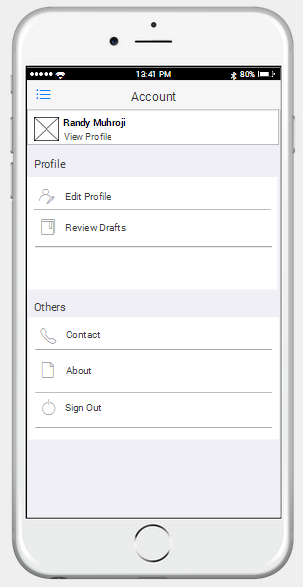 13:41 PM 80%
Account
Randy Muhroji
View Profile
Profile
Edit Profile
Review Drafts
Others
Contact
About
Sign Out